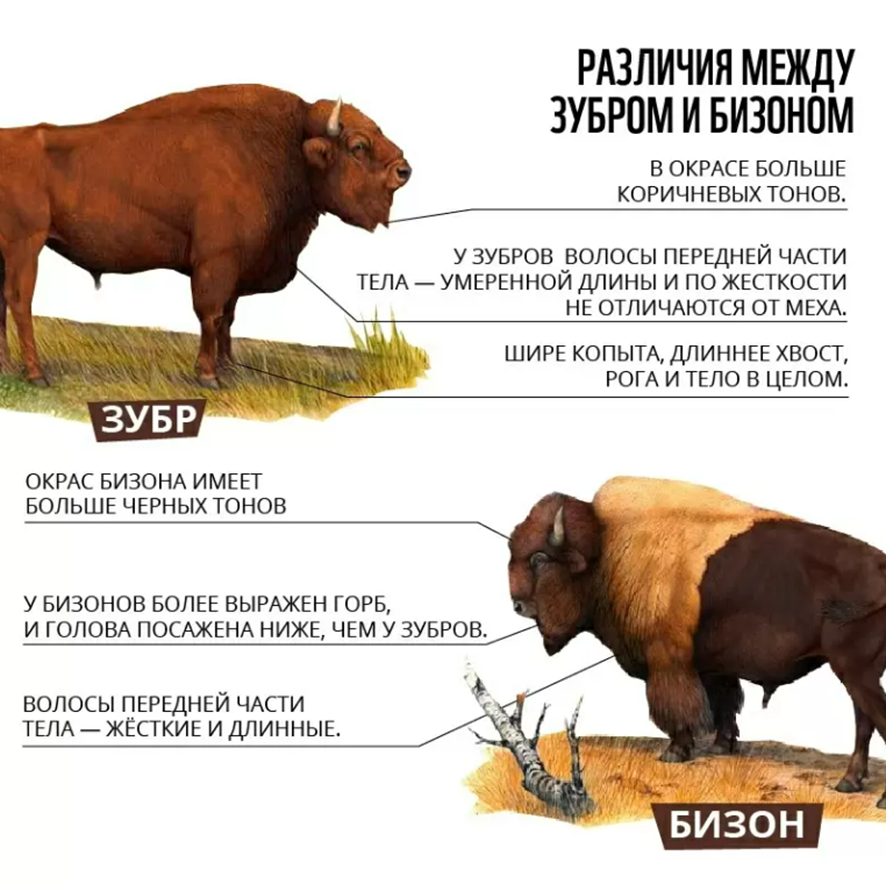 РАЗЛИЧИЯ МЕЖДУ
ЗУБРОМ И БИЗОНОМ
В ОКРАСЕ БОЛЬШЕ
КОРИЧНЕВЫХ ТОНОВ.
У ЗУБРОВ ВОЛОСЫ ПЕРЕДНЕЙ ЧАСТИ
ТЕЛА — УМЕРЕННОЙ ДЛИНЫ И ПО ЖЕСТКОСТИ
НЕ ОТЛИЧАЮТСЯ ОТ МЕХА.
ШИРЕ КОПЫТА, ДЛИННЕЕ ХВОСТ,
РОГА И ТЕЛО В ЦЕЛОМ.
ЗУБР
ОКРАС БИЗОНА ИМЕЕТ
БОЛЬШЕ ЧЕРНЫХ ТОНОВ
У БИЗОНОВ БОЛЕЕ ВЫРАЖЕН ГОРБ,
И ГОЛОВА ПОСАЖЕНА НИЖЕ, ЧЕМ У ЗУБРОВ.
ВОЛОСЫ ПЕРЕДНЕЙ ЧАСТИ
ТЕЛА — ЖЁСТКИЕ И ДЛИННЫЕ.
БИЗОН